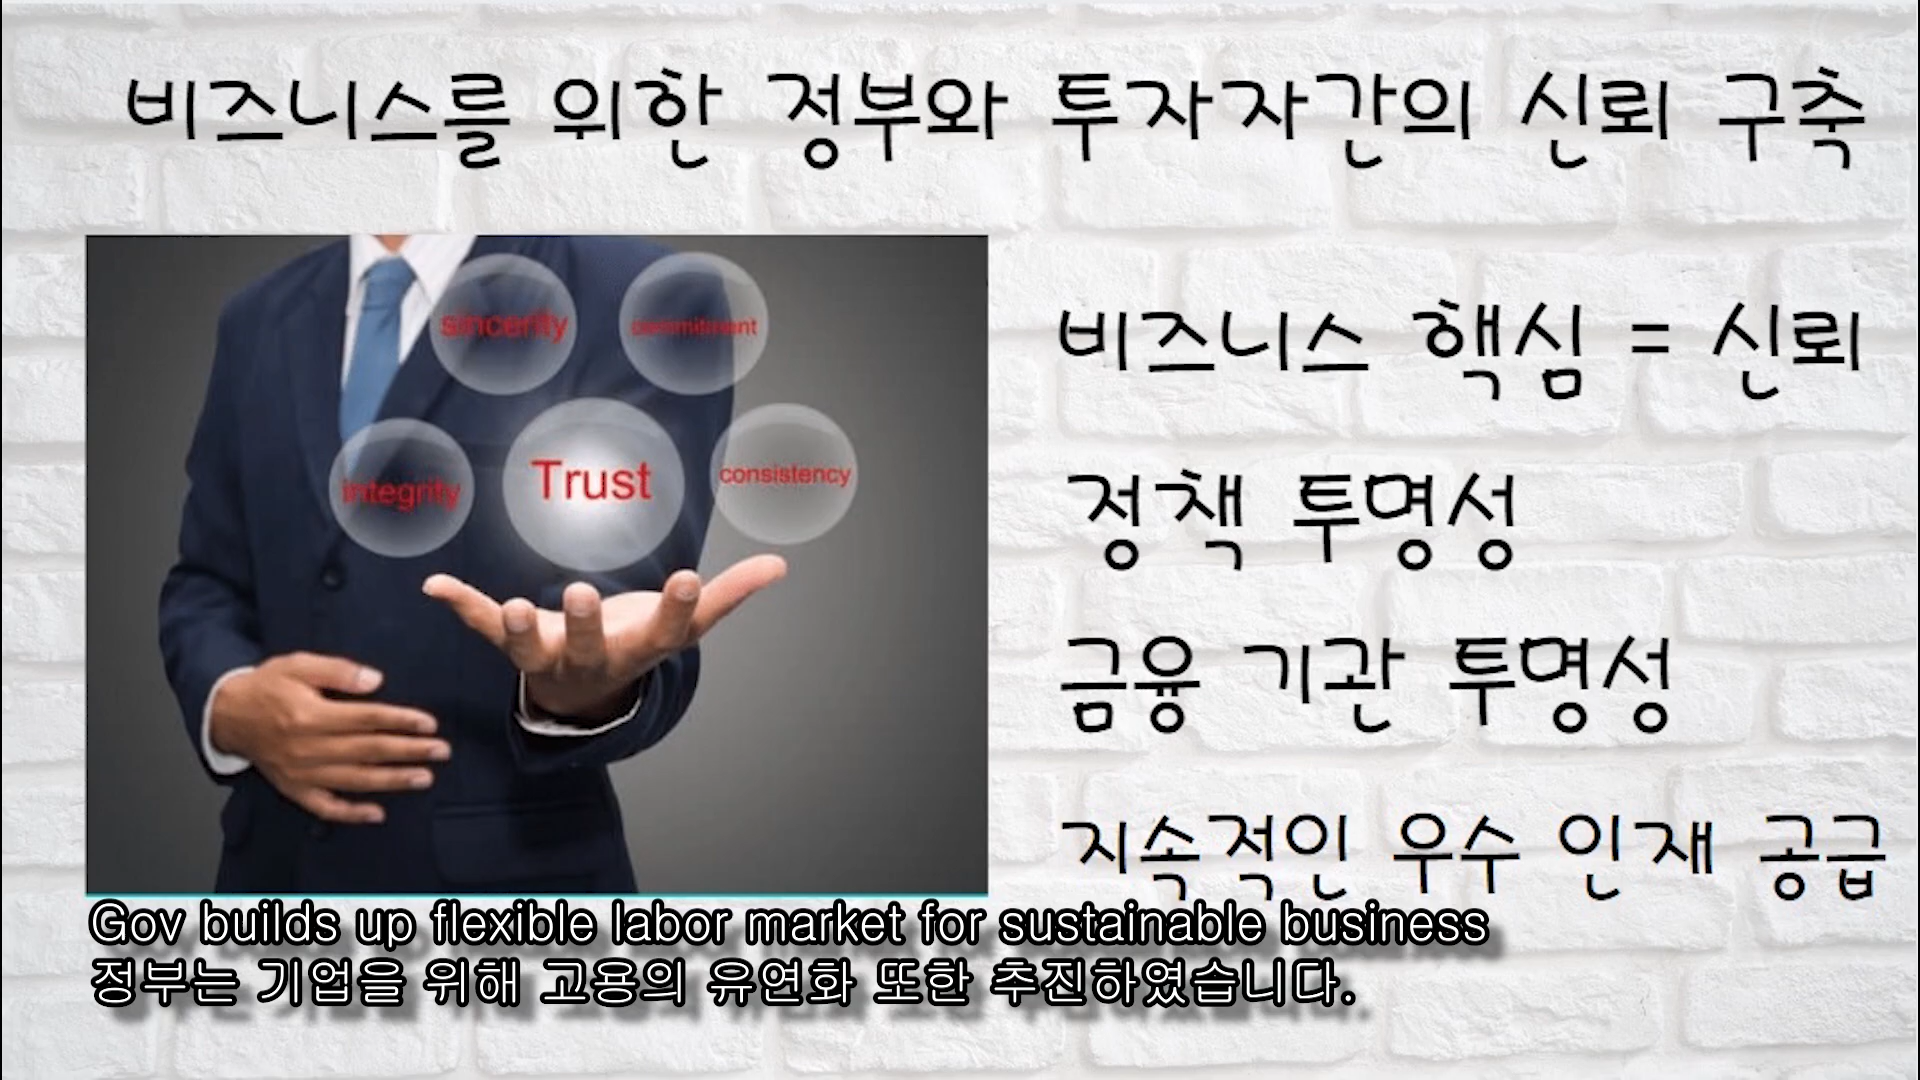 비즈니스를 위한 정부와 투자자간의 신뢰 구축
sincerity
commitment
integrity
Trust
consistency
비즈니스 핵심 = 신뢰
정책 투명성
금융 기관 투명성
지속적인 우수 인재 공급
Gov builds up flexible labor market for sustainable business
정부는 기업을 위해 고용의 유연화 또한 추진하였습니다.